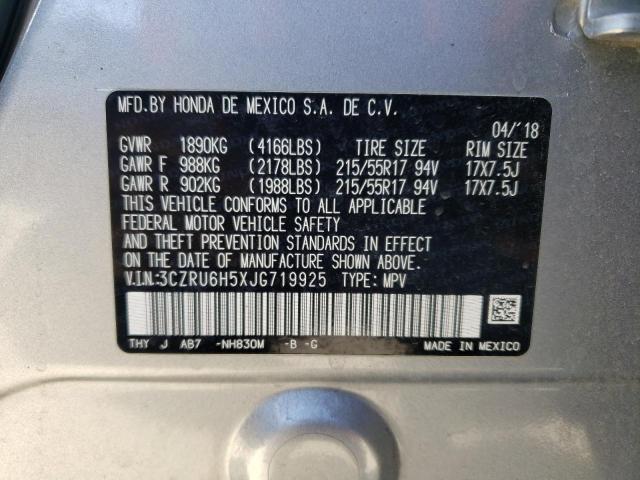 MFD.BY HONDA DE MEXICO S.A. DE C.V.
04/'18
GVWR 1890KG (4166LBS) TIRE SIZE RIM SIZE
GAWR F 988KG (2178LBS) 215/55R17 94V 17X7.5J
GAWR R 902KG (1988LBS) 215/55R17 94V 17X7.5J
THIS VEHICLE CONFORMS TO ALL APPLICABLE
FEDERAL MOTOR VEHICLE SAFETY
AND THEFT PREVENTION STANDARDS IN EFFECT
ON THE DATE OF MANUFACTURE SHOWN ABOVE.
V.I.N:3CZRU6H5XJG719925 TYPE: MPV
THY J AB7 -NH830M -B -G MADE IN MEXICO